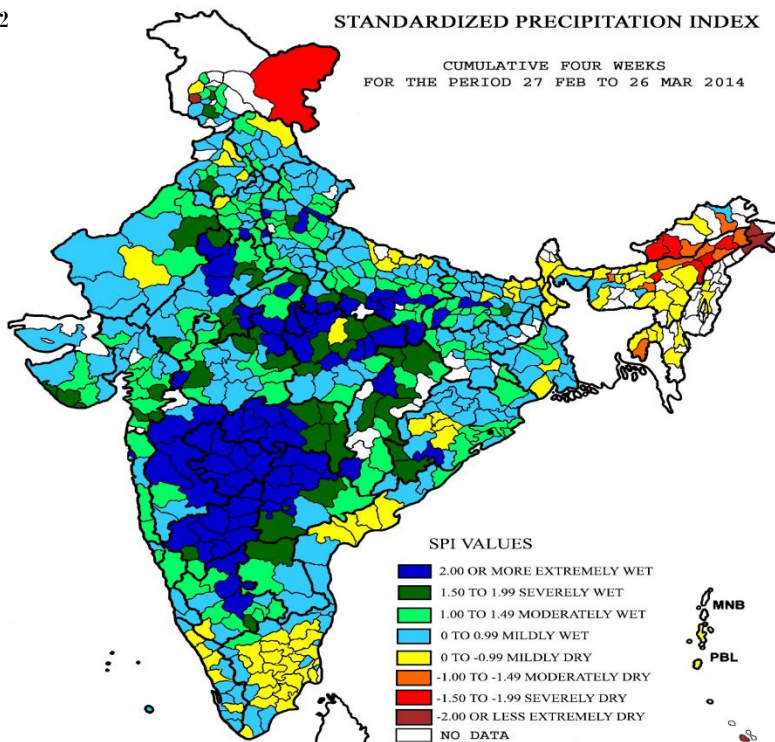 2
STANDARDIZED PRECIPITATION INDEX
CUMULATIVE FOUR WEEKS
FOR THE PERIOD 27 FEB TO 26 MAR 2014
SPI VALUES
2.00 OR MORE EXTREMELY WET
1.50 TO 1.99 SEVERELY WET
1.00 TO 1.49 MODERATELY WET
0 TO 0.99 MILDLY WET
0 TO -0.99 MILDLY DRY
-1.00 TO -1.49 MODERATELY DRY
-1.50 TO -1.99 SEVERELY DRY
-2.00 OR LESS EXTREMELY DRY
NO DATA
MNB
PBL